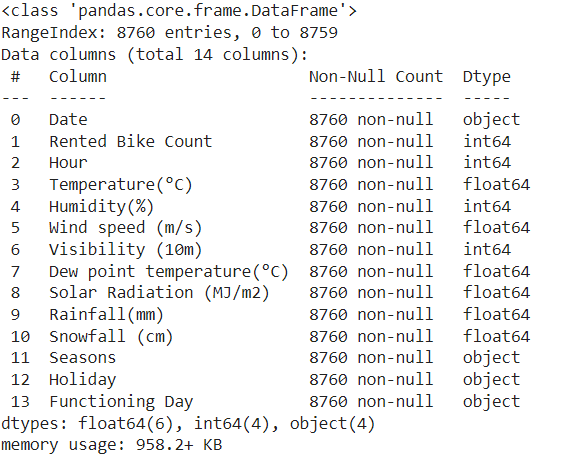 <class 'pandas.core.frame.DataFrame'>
RangeIndex: 8760 entries, 0 to 8759
Data columns (total 14 columns):
 #   Column                     Non-Null Count  Dtype
---  ------                     --------------  -----
 0   Date                       8760 non-null   object
 1   Rented Bike Count          8760 non-null   int64
 2   Hour                       8760 non-null   int64
 3   Temperature(°C)            8760 non-null   float64
 4   Humidity(%)                8760 non-null   int64
 5   Wind speed (m/s)           8760 non-null   float64
 6   Visibility (10m)           8760 non-null   int64
 7   Dew point temperature(°C)  8760 non-null   float64
 8   Solar Radiation (MJ/m2)    8760 non-null   float64
 9   Rainfall(mm)               8760 non-null   float64
 10  Snowfall (cm)              8760 non-null   float64
 11  Seasons                    8760 non-null   object
 12  Holiday                    8760 non-null   object
 13  Functioning Day            8760 non-null   object
dtypes: float64(6), int64(4), object(4)
memory usage: 958.2+ KB